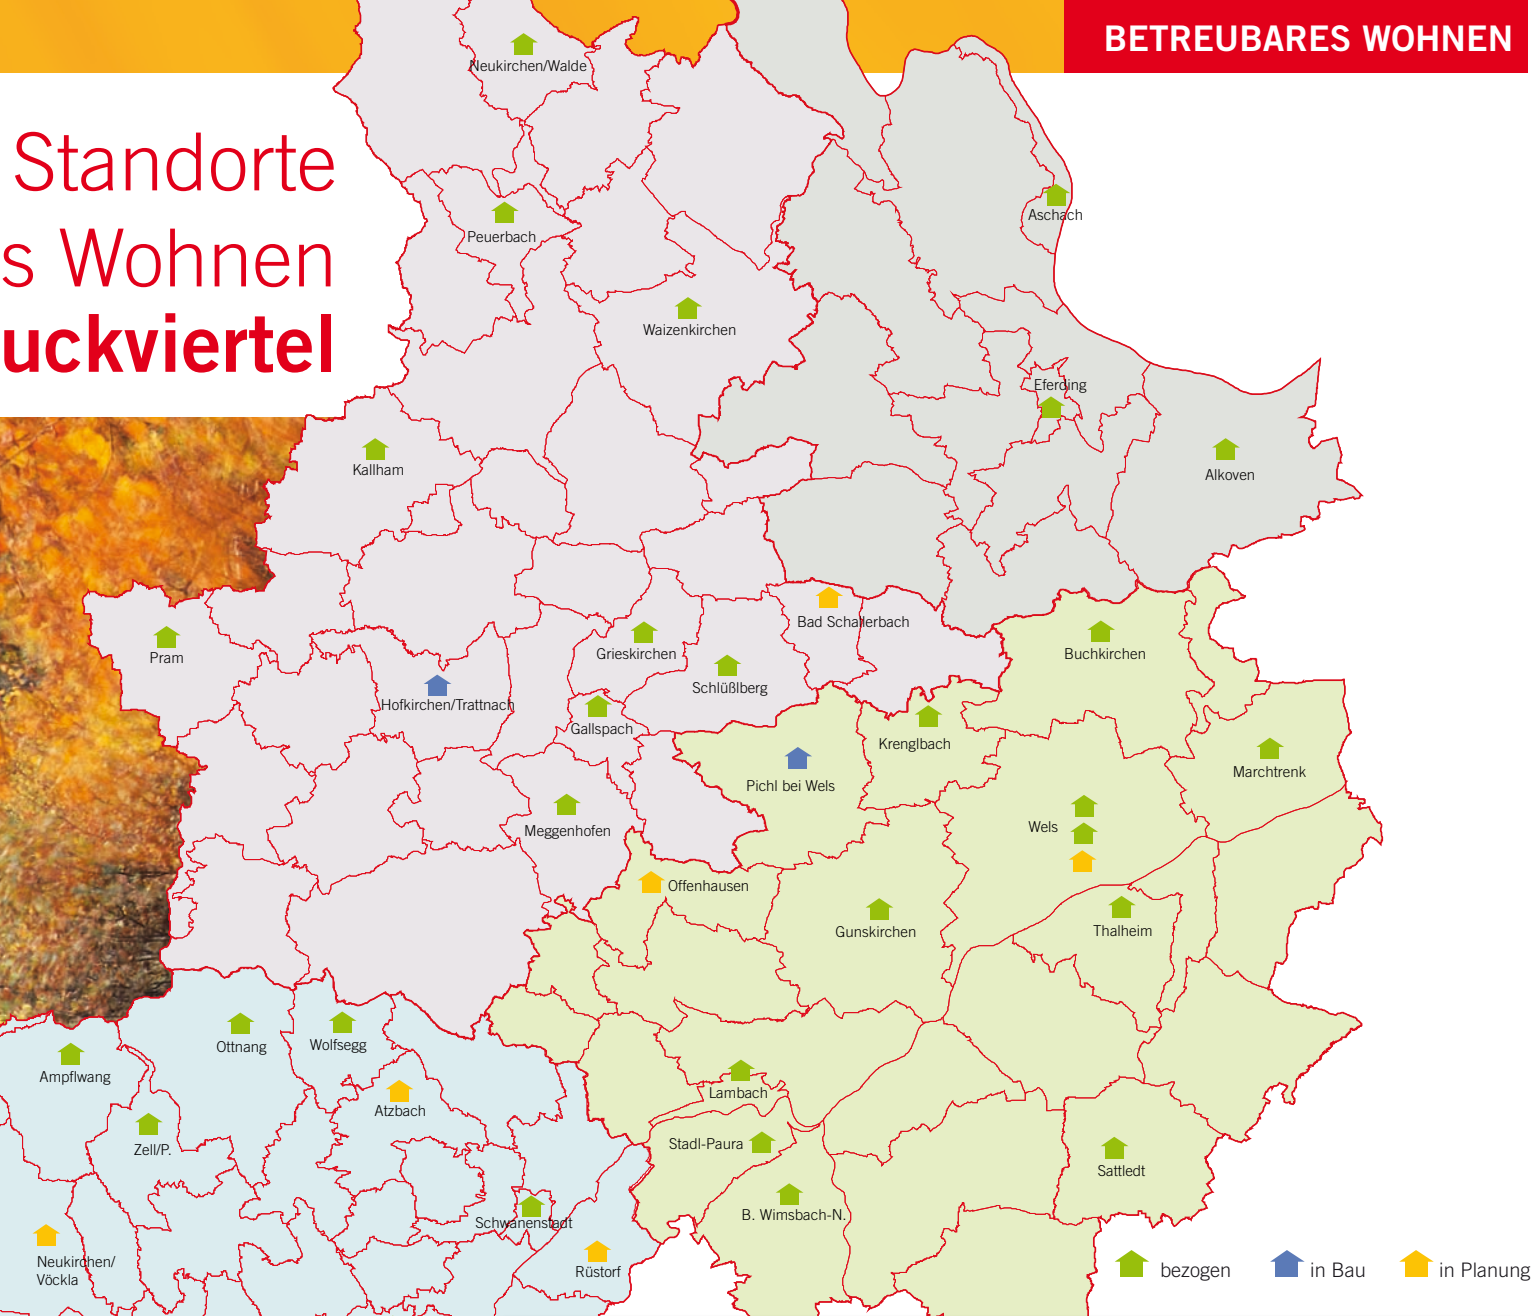 BETREUBARES WOHNEN
Standorte
s Wohnen
uckviertel
Neukirchen/Walde
Aschach
Peuerbach
Waizenkirchen
Eferding
Kallham
Alkoven
Bad Schallerbach
Pram
Grieskirchen
Buchkirchen
Schlüßlberg
Hofkirchen/Trattnach
Gallspach
Krenglbach
Marchtrenk
Pichl bei Wels
Wels
Meggenhofen
Offenhausen
Gunskirchen
Thalheim
Ottnang
Wolfsegg
Ampflwang
Lambach
Atzbach
Zell/P.
Stadl-Paura
Sattledt
B. Wimsbach-N.
Schwanenstadt
Neukirchen/
Vöckla
Rüstorf
bezogen
in Bau
in Planung